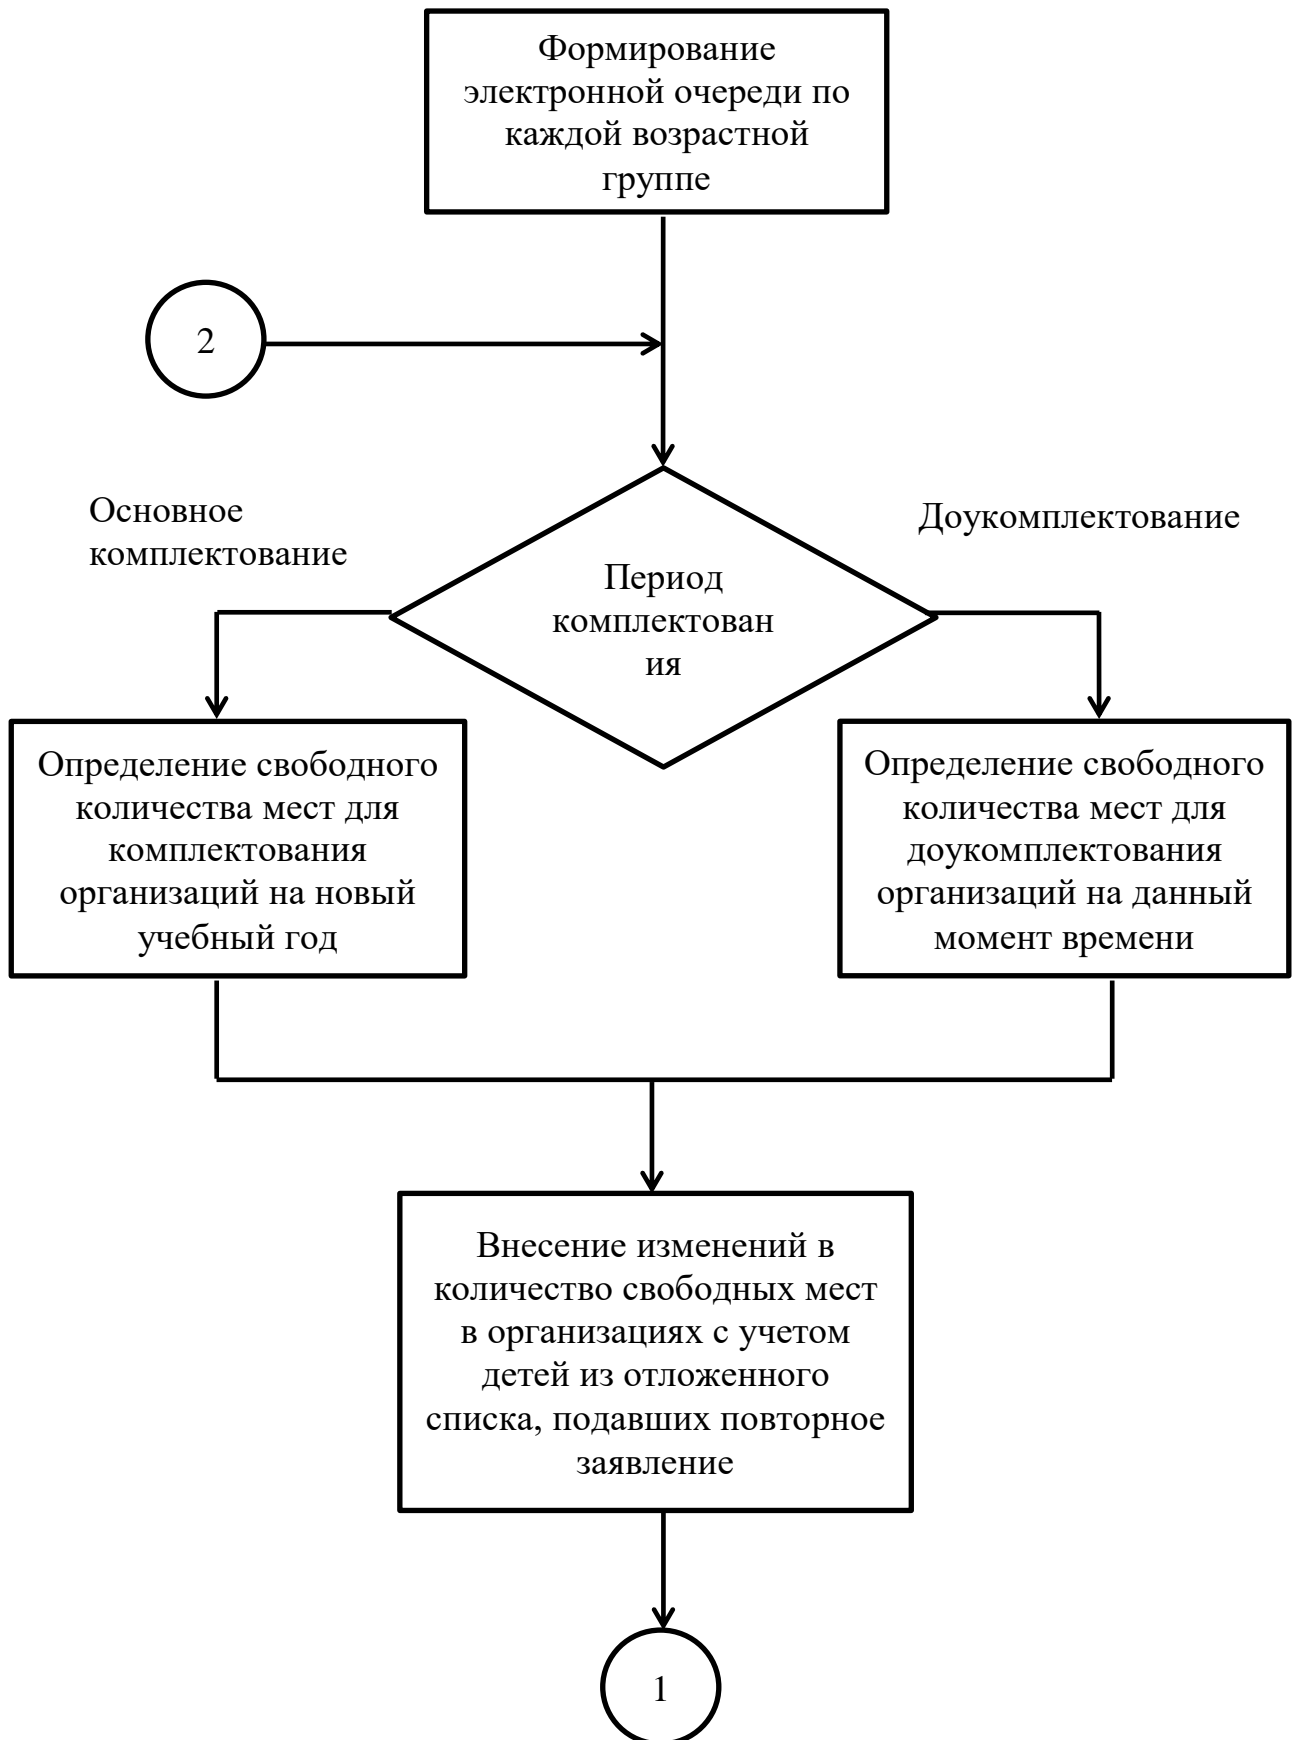 Формирование
электронной очереди по
каждой возрастной
группе
2
Основное
комплектование
Доукомплектование
Период
комплектован
ия
Определение свободного
количества мест для
комплектования
организаций на новый
учебный год
Определение свободного
количества мест для
доукомплектования
организаций на данный
момент времени
Внесение изменений в
количество свободных мест
в организациях с учетом
детей из отложенного
списка, подавших повторное
заявление
1